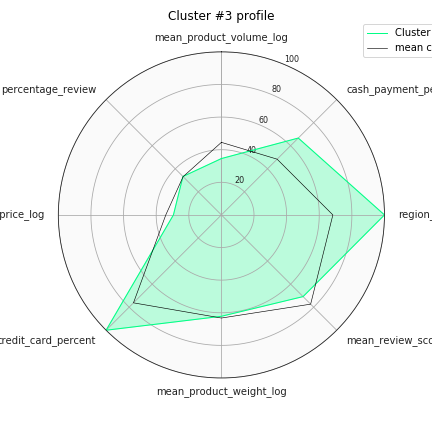 Cluster #3 profile
mean_product_volume_log
Cluster
mean c
percentage_review
cash_payment_pe
100
80
60
40
20
price_log
region_
credit_card_percent
mean_review_sco
mean_product_weight_log